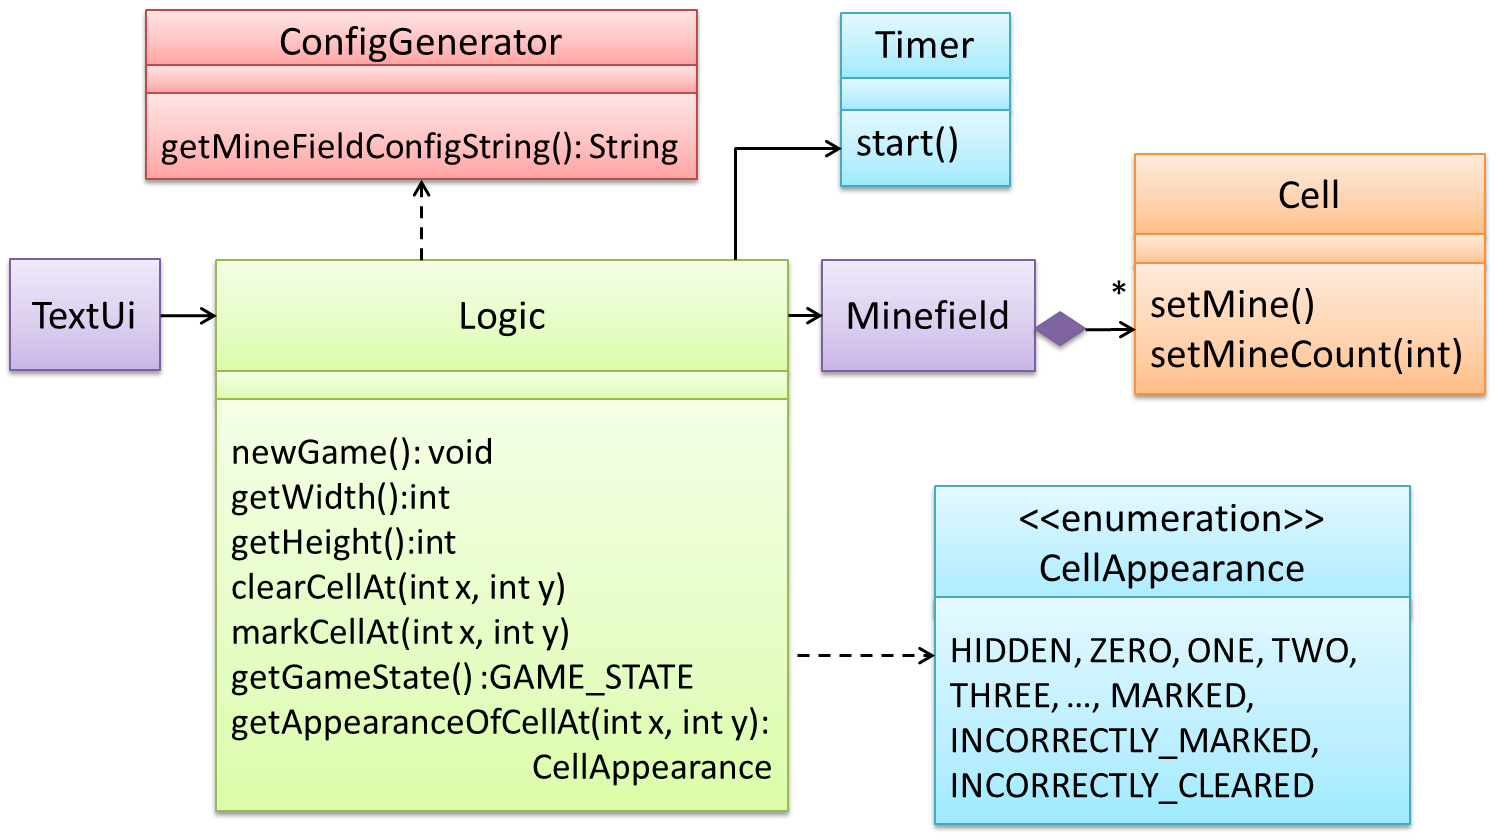 ConfigGenerator
getMineFieldConfigString(): String
Timer
start()
Cell
*
setMine()
setMineCount(int)
TextUi
Logic
Minefield
newGame(): void
getWidth():int
getHeight():int
clearCellAt(int x, int y)
markCellAt(int x, int y)
getGameState() :GAME_STATE
getAppearanceOfCellAt(int x, int y):
CellAppearance
<<enumeration>>
CellAppearance
HIDDEN, ZERO, ONE, TWO,
THREE, …, MARKED,
INCORRECTLY_MARKED,
INCORRECTLY_CLEARED